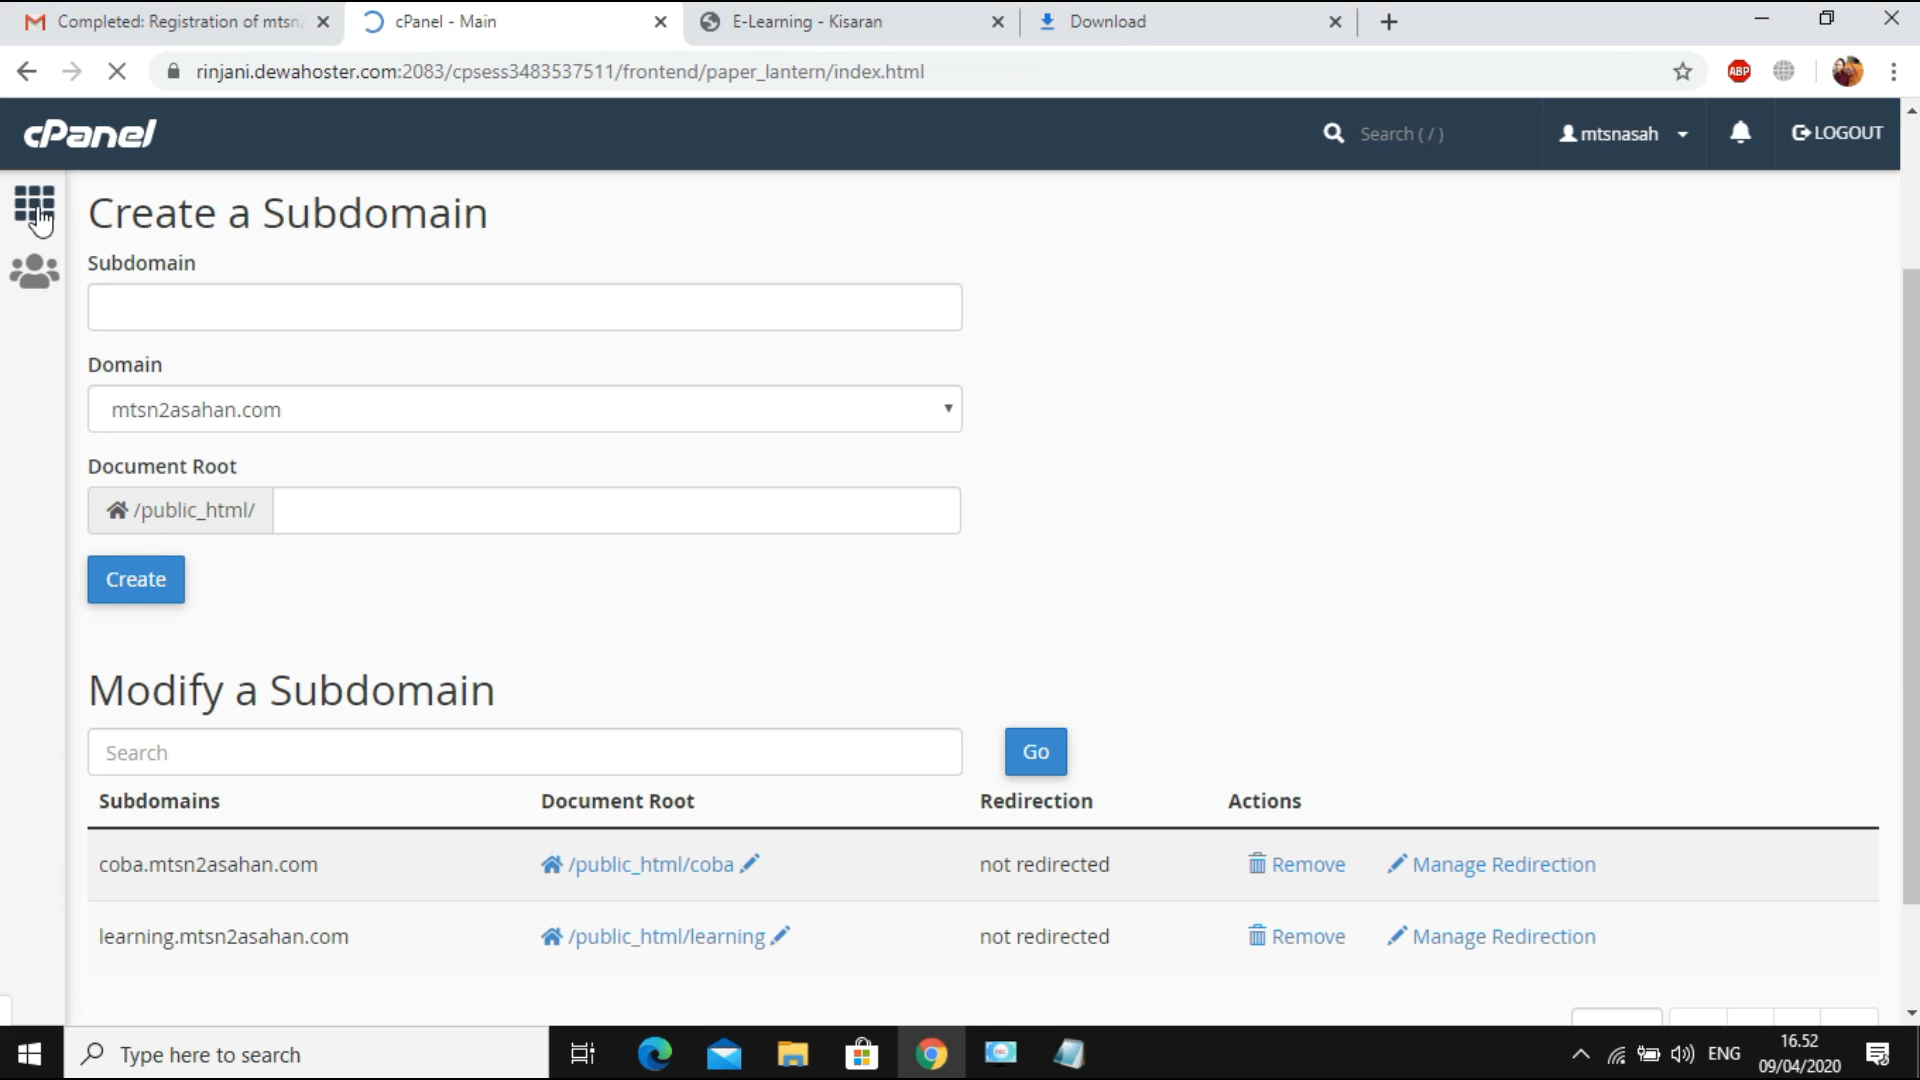 Completed: Registration of mtsn2
cPanel - Main
E-Learning - Kisaran
Download
rinjani.dewahoster.com:2083/cpsess3483537511/frontend/paper_lantern/index.html
ABP
cPanel
Search ( / )
mtsnasah
LOGOUT
Create a Subdomain
Subdomain
Domain
mtsn2asahan.com
Document Root
/public_html/
Create
Modify a Subdomain
Search
Go
Subdomains Document Root Redirection Actions
coba.mtsn2asahan.com /public_html/coba not redirected Remove Manage Redirection
learning.mtsn2asahan.com /public_html/learning not redirected Remove Manage Redirection
Type here to search
ENG
16.52
09/04/2020